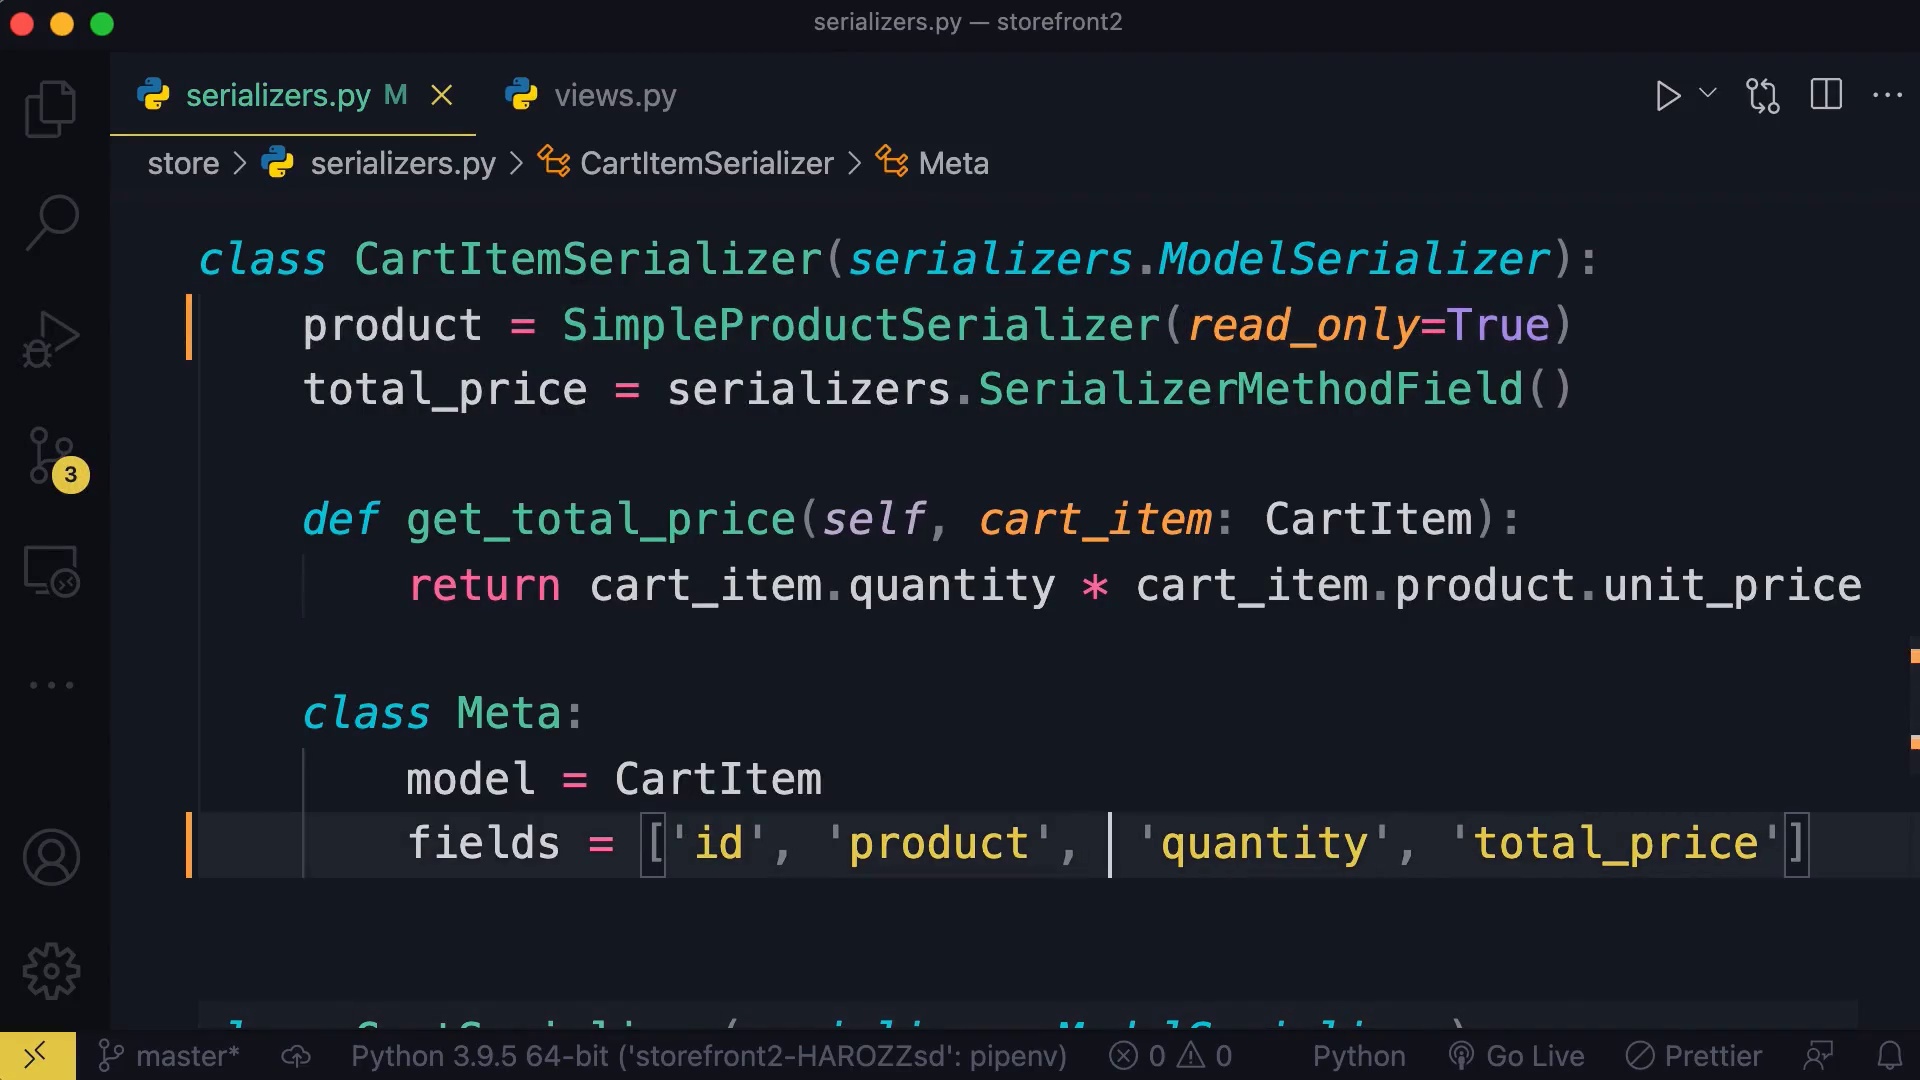 serializers.py — storefront2
serializers.py M views.py
store > serializers.py > CartItemSerializer > Meta
class CartItemSerializer(serializers.ModelSerializer):
product = SimpleProductSerializer(read_only=True)
total_price = serializers.SerializerMethodField()
def get_total_price(self, cart_item: CartItem):
return cart_item.quantity * cart_item.product.unit_price
class Meta:
model = CartItem
fields = ['id', 'product', 'quantity', 'total_price']
3
master* Python 3.9.5 64-bit ('storefront2-HAROZZsd': pipenv) 0 0 Python Go Live Prettier